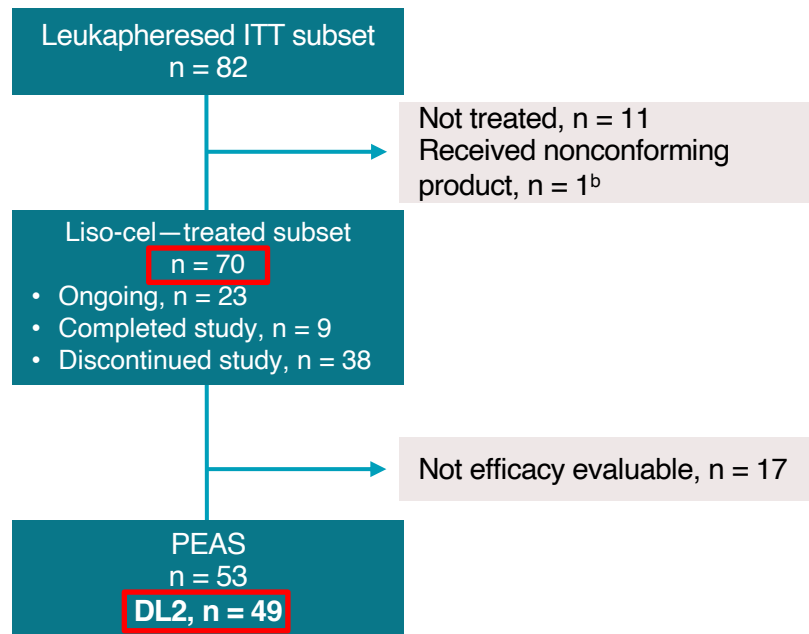 Leukapheresed ITT subset
n = 82
Not treated, n = 11
Received nonconforming
product, n = 1ᵇ
Liso-cel—treated subset
n = 70
• Ongoing, n = 23
• Completed study, n = 9
• Discontinued study, n = 38
Not efficacy evaluable, n = 17
PEAS
n = 53
DL2, n = 49